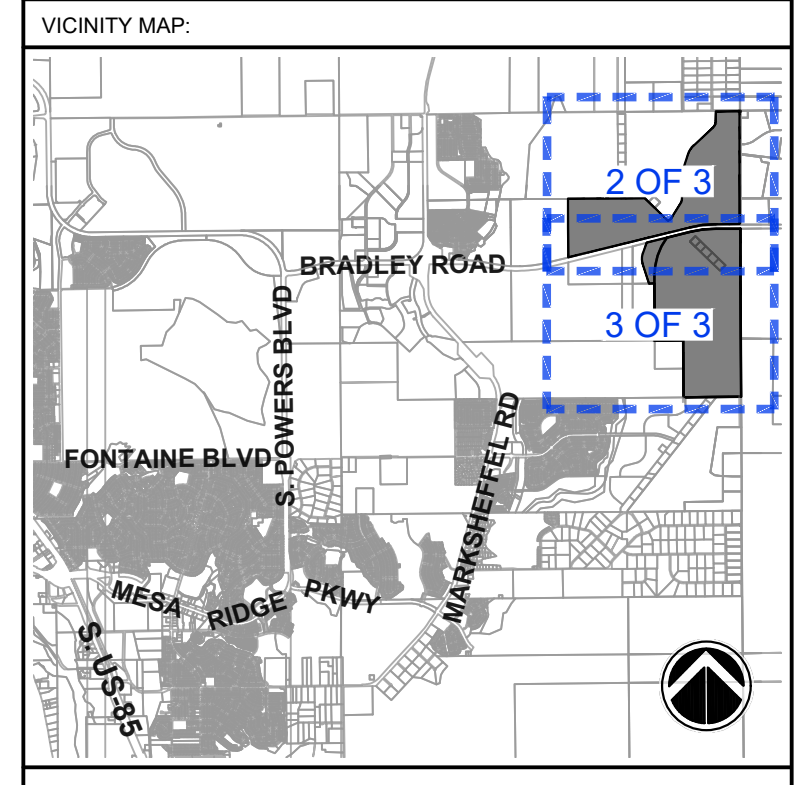 VICINITY MAP:
2 OF 3
BRADLEY ROAD
3 OF 3
S. POWERS BLVD
MARKSHEFFEL RD
FONTAINE BLVD
MESA RIDGE PKWY
S. US-85